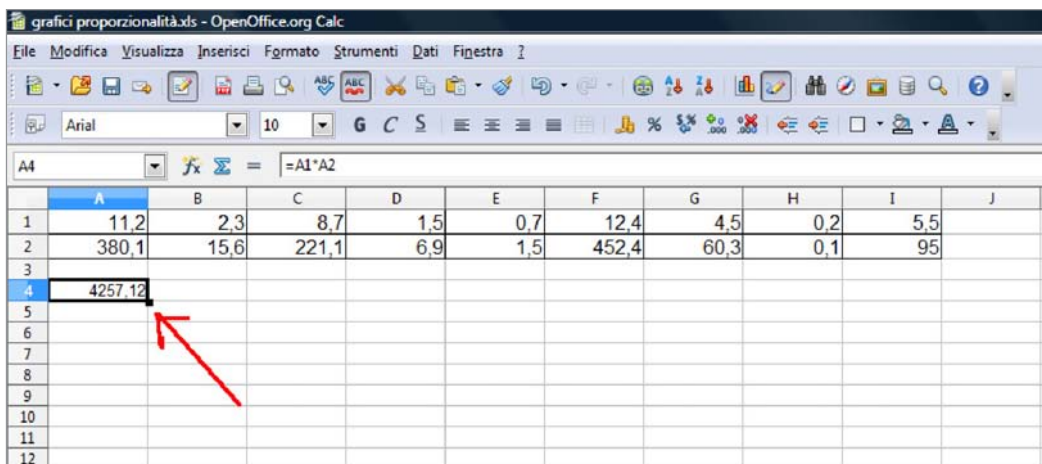 grafici proporzionalità.xls - OpenOffice.org Calc
File Modifica Visualizza Inserisci Formato Strumenti Dati Finestra ?
Arial 10 G C S
A4 =A1*A2
A B C D E F G H I J
1 11,2 2,3 8,7 1,5 0,7 12,4 4,5 0,2 5,5
2 380,1 15,6 221,1 6,9 1,5 452,4 60,3 0,1 95
3
4 4257,12
5
6
7
8
9
10
11
12